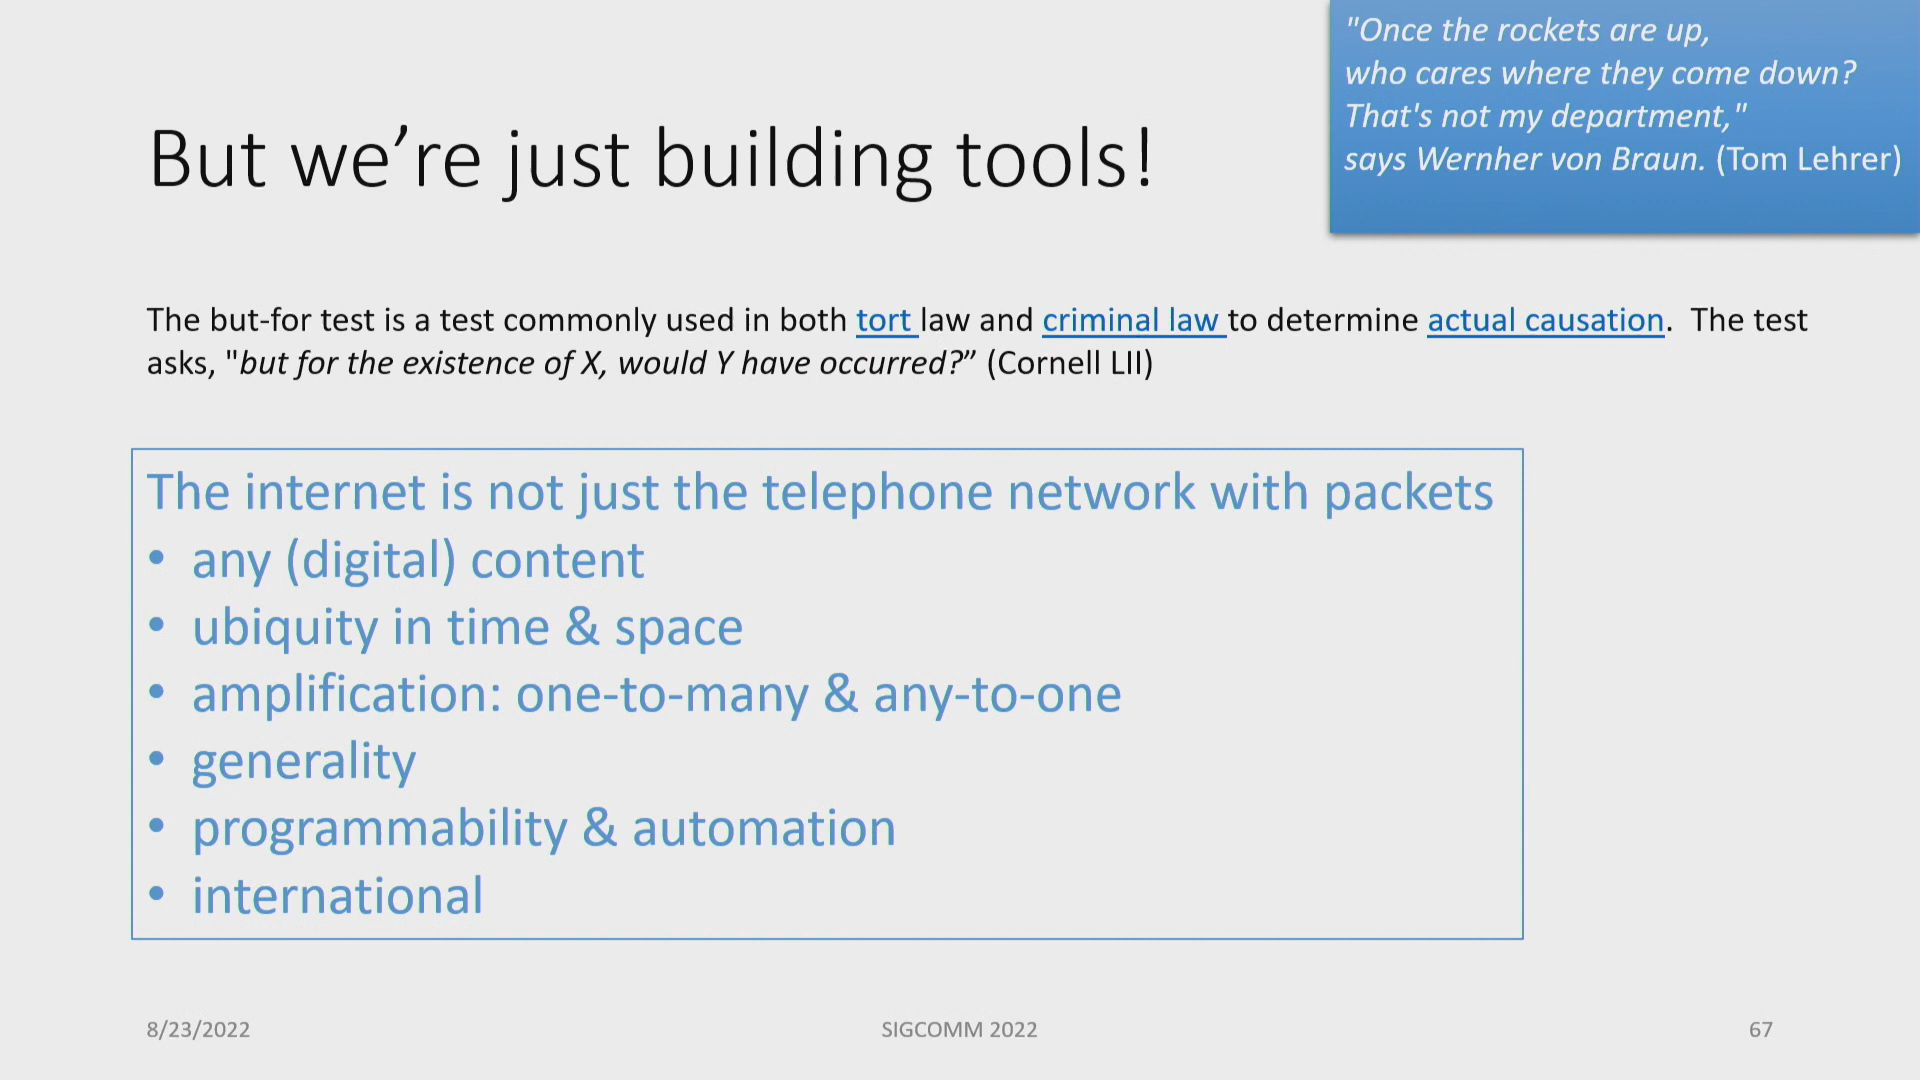 "Once the rockets are up,
who cares where they come down?
That's not my department,"
says Wernher von Braun. (Tom Lehrer)
But we’re just building tools!
The but-for test is a test commonly used in both tort law and criminal law to determine actual causation.  The test
asks, "but for the existence of X, would Y have occurred?” (Cornell LII)
The internet is not just the telephone network with packets
• any (digital) content
• ubiquity in time & space
• amplification: one-to-many & any-to-one
• generality
• programmability & automation
• international
8/23/2022
SIGCOMM 2022
67